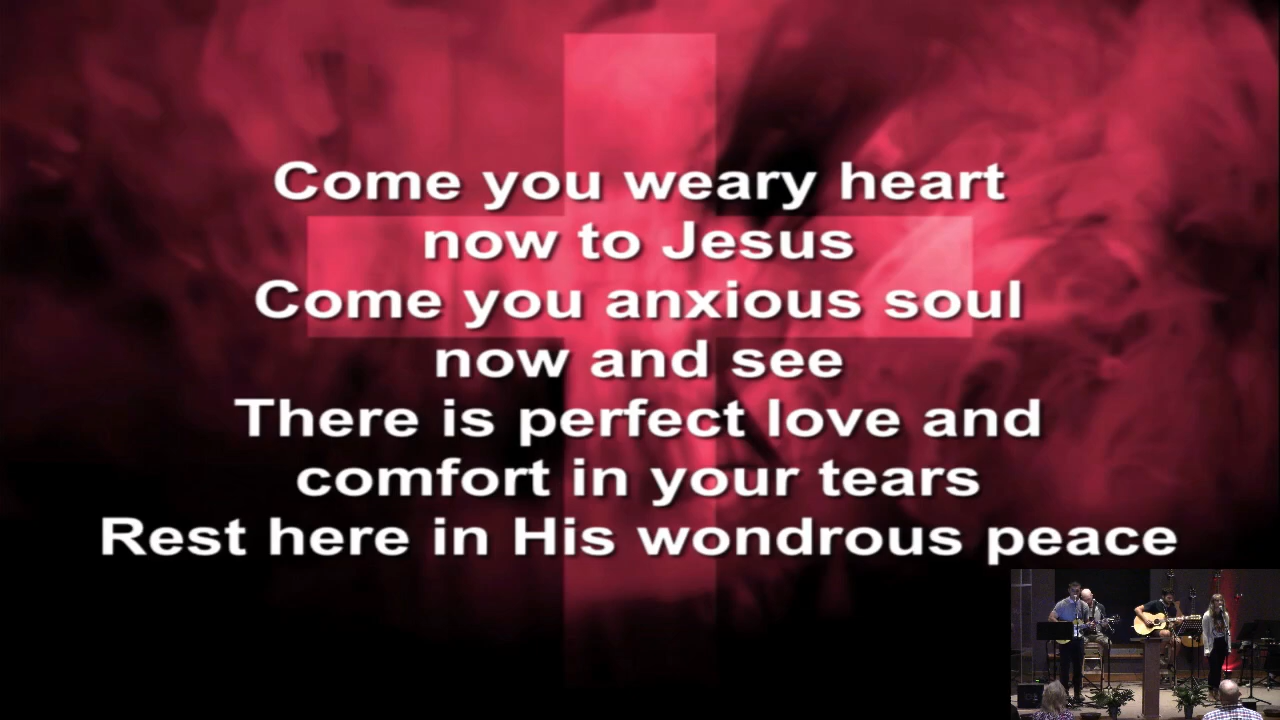 Come you weary heart
now to Jesus
Come you anxious soul
now and see
There is perfect love and
comfort in your tears
Rest here in His wondrous peace